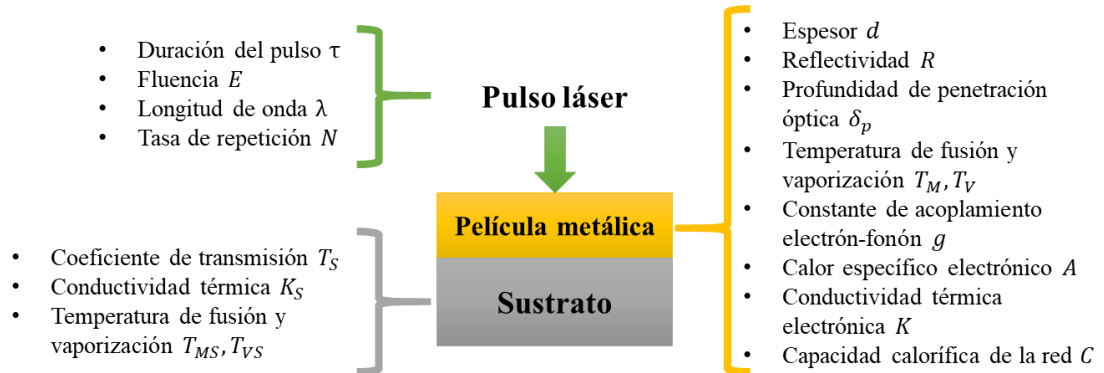 • Duración del pulso τ
• Fluencia E
• Longitud de onda λ
• Tasa de repetición N
Pulso láser
Película metálica
Sustrato
• Coeficiente de transmisión T_S
• Conductividad térmica K_S
• Temperatura de fusión y
vaporización T_MS, T_VS
• Espesor d
• Reflectividad R
• Profundidad de penetración
óptica δ_p
• Temperatura de fusión y
vaporización T_M, T_V
• Constante de acoplamiento
electrón-fonón g
• Calor específico electrónico A
• Conductividad térmica
electrónica K
• Capacidad calorífica de la red C